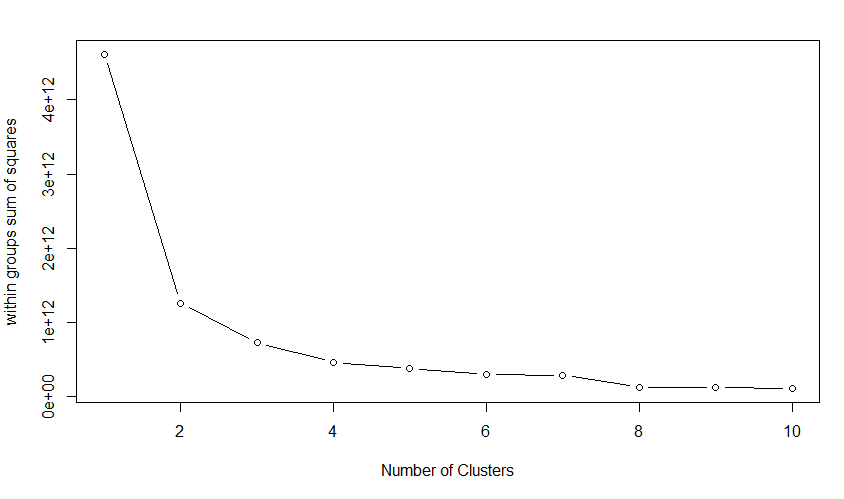 within groups sum of squares
4e+12
3e+12
2e+12
1e+12
0e+00
2 4 6 8 10
Number of Clusters